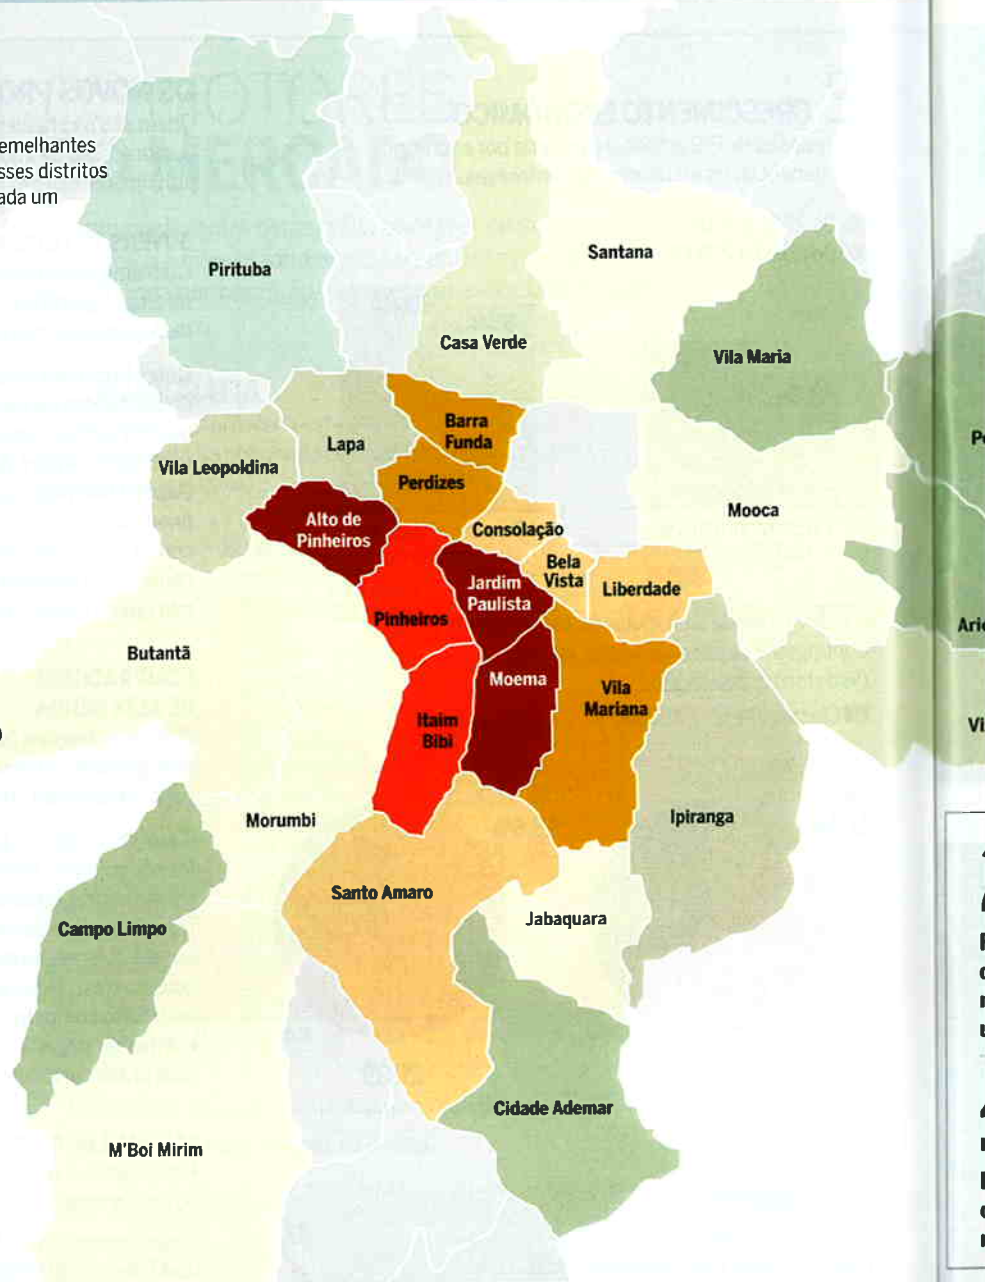 emelhantes
sses distritos
ada um
CRESCIMENTO
Pirituba
Santana
Casa Verde
Vila Maria
Barra
Funda
Lapa
Vila Leopoldina
Perdizes
Mooca
Alto de
Pinheiros
Consolação
Bela
Vista
Jardim
Paulista
Liberdade
Pinheiros
Butantã
Moema
Vila
Mariana
Itaim
Bibi
Morumbi
Ipiranga
Santo Amaro
Campo Limpo
Jabaquara
Cidade Ademar
M'Boi Mirim
Vi